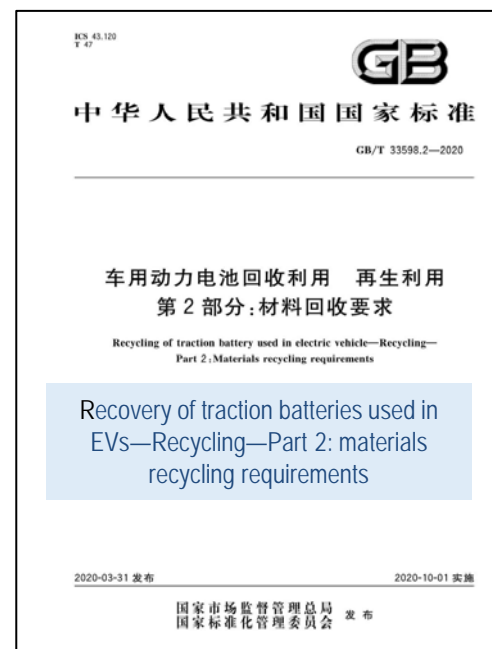 ICS 43.120
T 47
GB
中华人民共和国国家标准
GB/T 33598.2—2020
车用动力电池回收利用 再生利用
第2部分:材料回收要求
Recycling of traction battery used in electric vehicle—Recycling—
Part 2:Materials recycling requirements
Recovery of traction batteries used in
EVs—Recycling—Part 2: materials
recycling requirements
2020-03-31 发布 2020-10-01 实施
国家市场监督管理总局
国家标准化管理委员会 发布